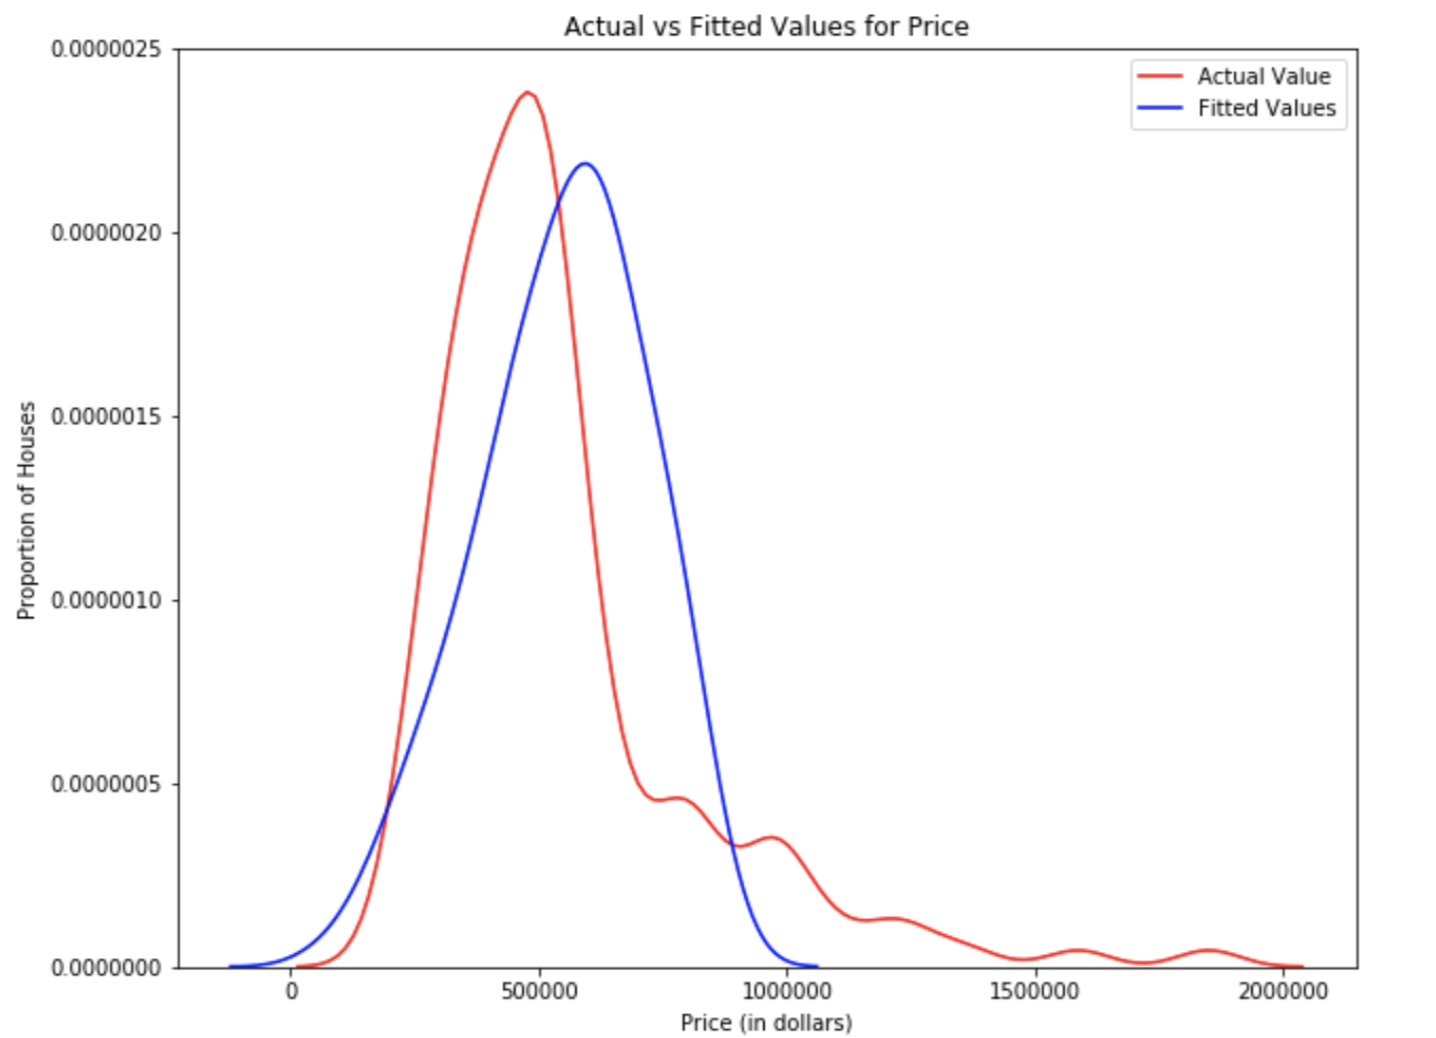 Actual vs Fitted Values for Price
Actual Value
Fitted Values
0.0000025
0.0000020
0.0000015
0.0000010
0.0000005
0.0000000
Proportion of Houses
0 500000 1000000 1500000 2000000
Price (in dollars)